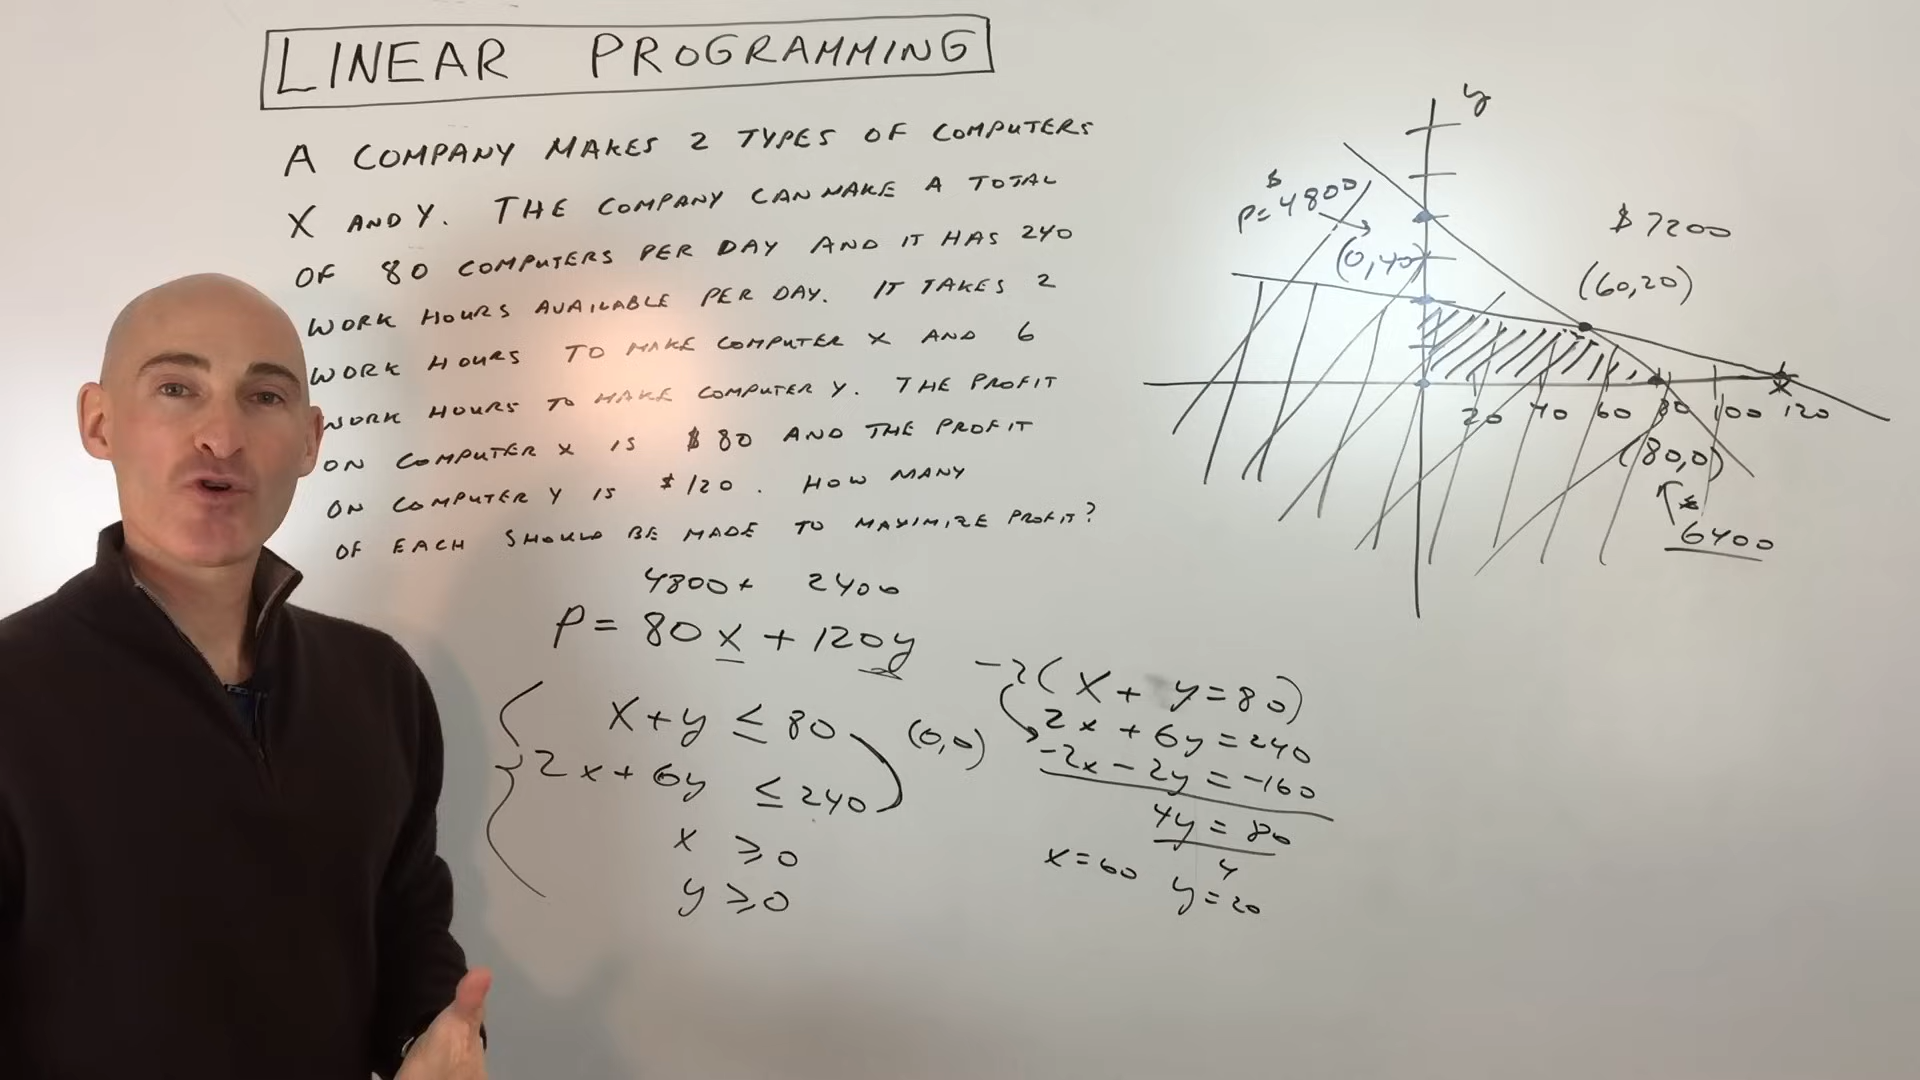 LINEAR PROGRAMMING
A COMPANY MAKES 2 TYPES OF COMPUTERS
X AND Y. THE COMPANY CAN MAKE A TOTAL
OF 80 COMPUTERS PER DAY AND IT HAS 240
WORK HOURS AVAILABLE PER DAY. IT TAKES 2
WORK HOURS TO MAKE COMPUTER X AND 6
WORK HOURS TO MAKE COMPUTER Y. THE PROFIT
ON COMPUTER X IS $80 AND THE PROFIT
ON COMPUTER Y IS $120. HOW MANY
OF EACH SHOULD BE MADE TO MAXIMIZE PROFIT?
4800 + 2400
P = 80x + 120y
x + y ≤ 80
2x + 6y ≤ 240
x ≥ 0
y ≥ 0
(0,0)
-2(x + y = 80)
2x + 6y = 240
-2x - 2y = -160
4y = 80
4
x = 60
y = 20
y
P = $4800
(0,40)
$7200
(60,20)
20 40 60 80 100 120
x
(80,0)
$6400